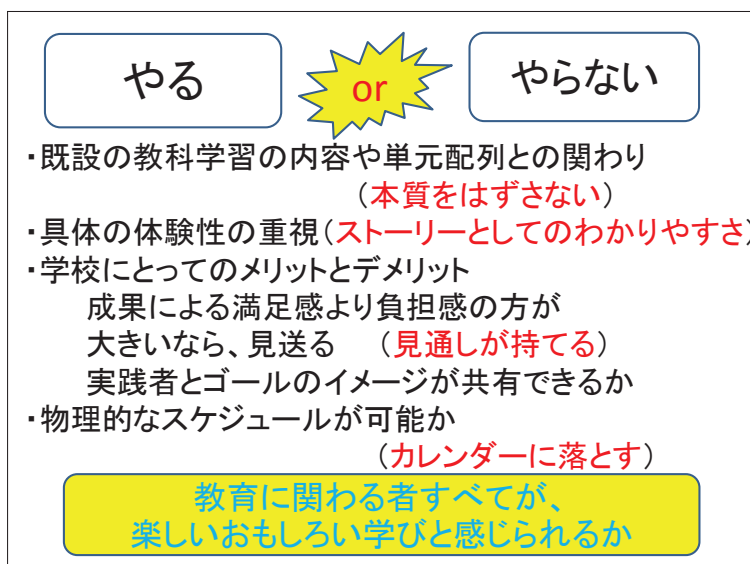 やる
or
やらない
・既設の教科学習の内容や単元配列との関わり
（本質をはずさない）
・具体の体験性の重視（ストーリーとしてのわかりやすさ）
・学校にとってのメリットとデメリット
成果による満足感より負担感の方が
大きいなら、見送る　（見通しが持てる）
実践者とゴールのイメージが共有できるか
・物理的なスケジュールが可能か
（カレンダーに落とす）
教育に関わる者すべてが、
楽しいおもしろい学びと感じられるか